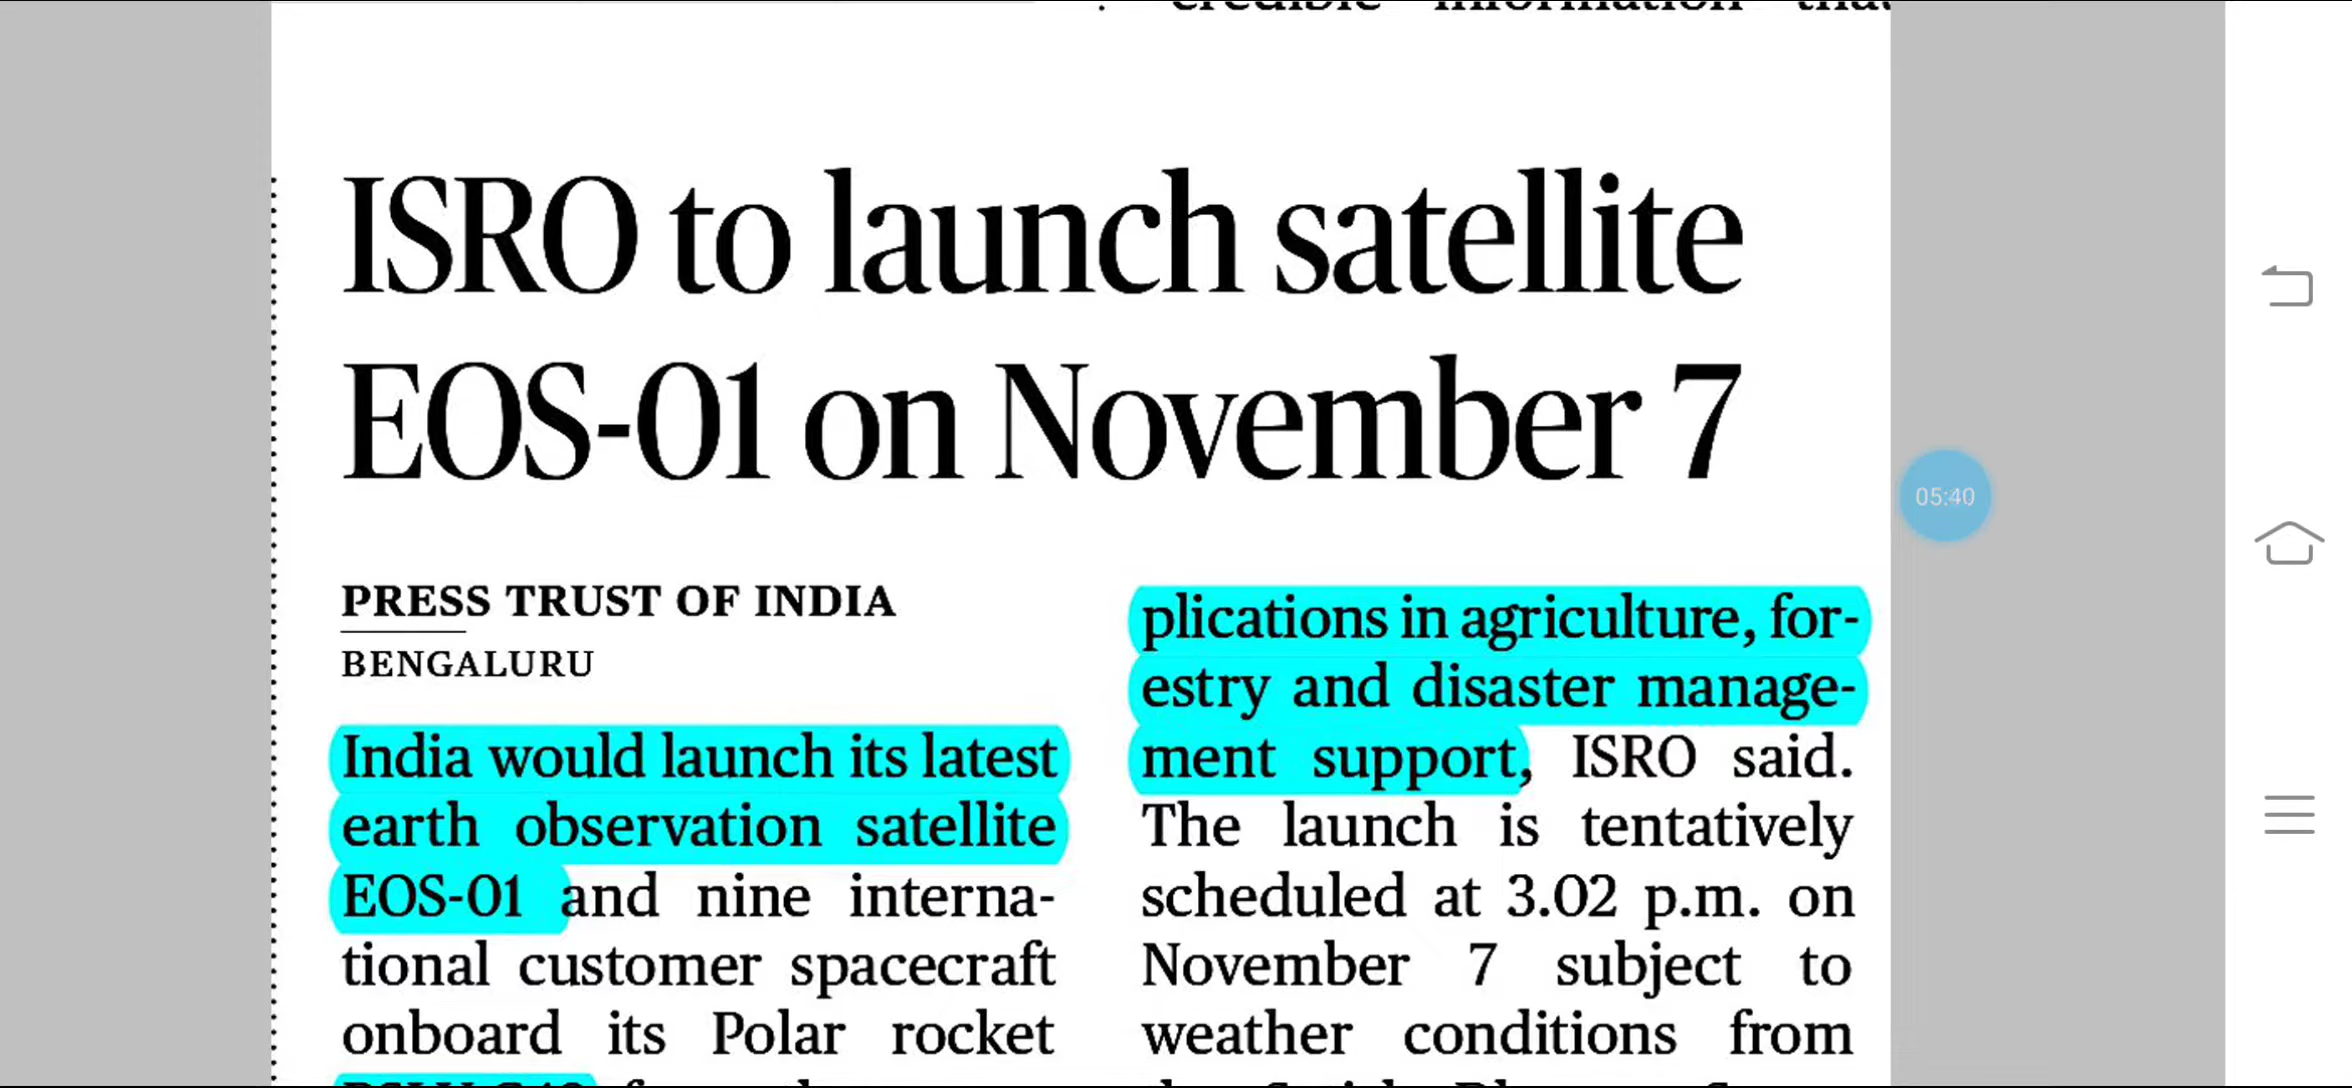 credible information that
ISRO to launch satellite
EOS-01 on November 7
05:40
PRESS TRUST OF INDIA
BENGALURU
India would launch its latest
earth observation satellite
EOS-01 and nine interna-
tional customer spacecraft
onboard its Polar rocket
plications in agriculture, for-
estry and disaster manage-
ment support, ISRO said.
The launch is tentatively
scheduled at 3.02 p.m. on
November 7 subject to
weather conditions from